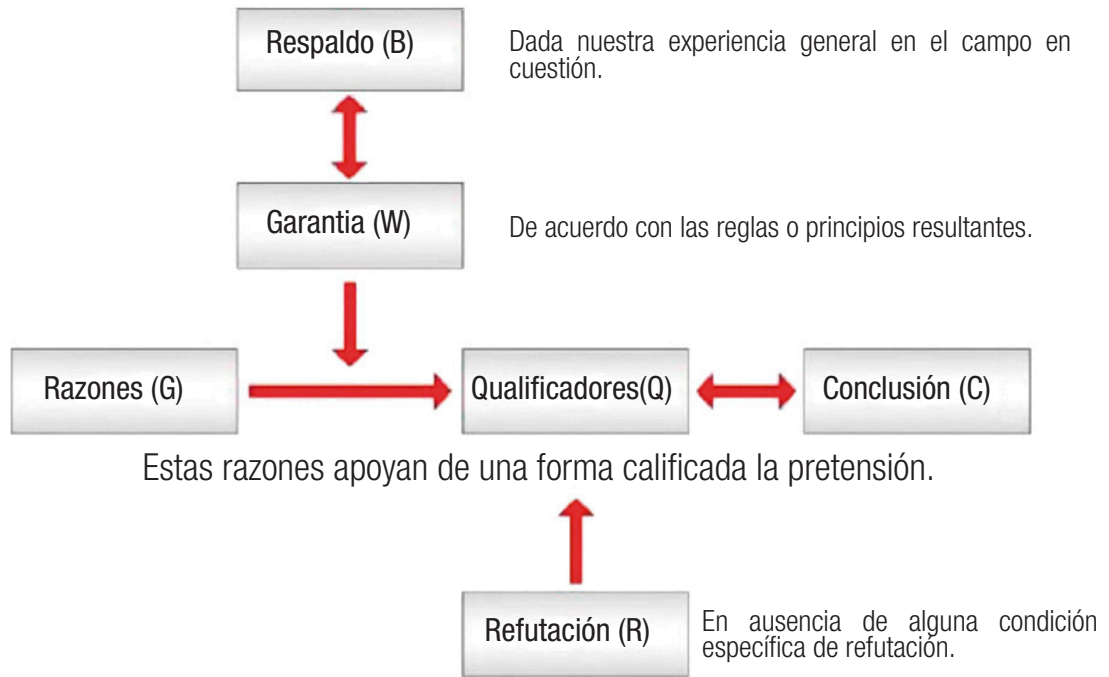 Respaldo (B)
Dada nuestra experiencia general en el campo en
cuestión.
Garantia (W)
De acuerdo con las reglas o principios resultantes.
Razones (G)
Qualificadores(Q)
Conclusión (C)
Estas razones apoyan de una forma calificada la pretensión.
Refutación (R)
En ausencia de alguna condición
específica de refutación.